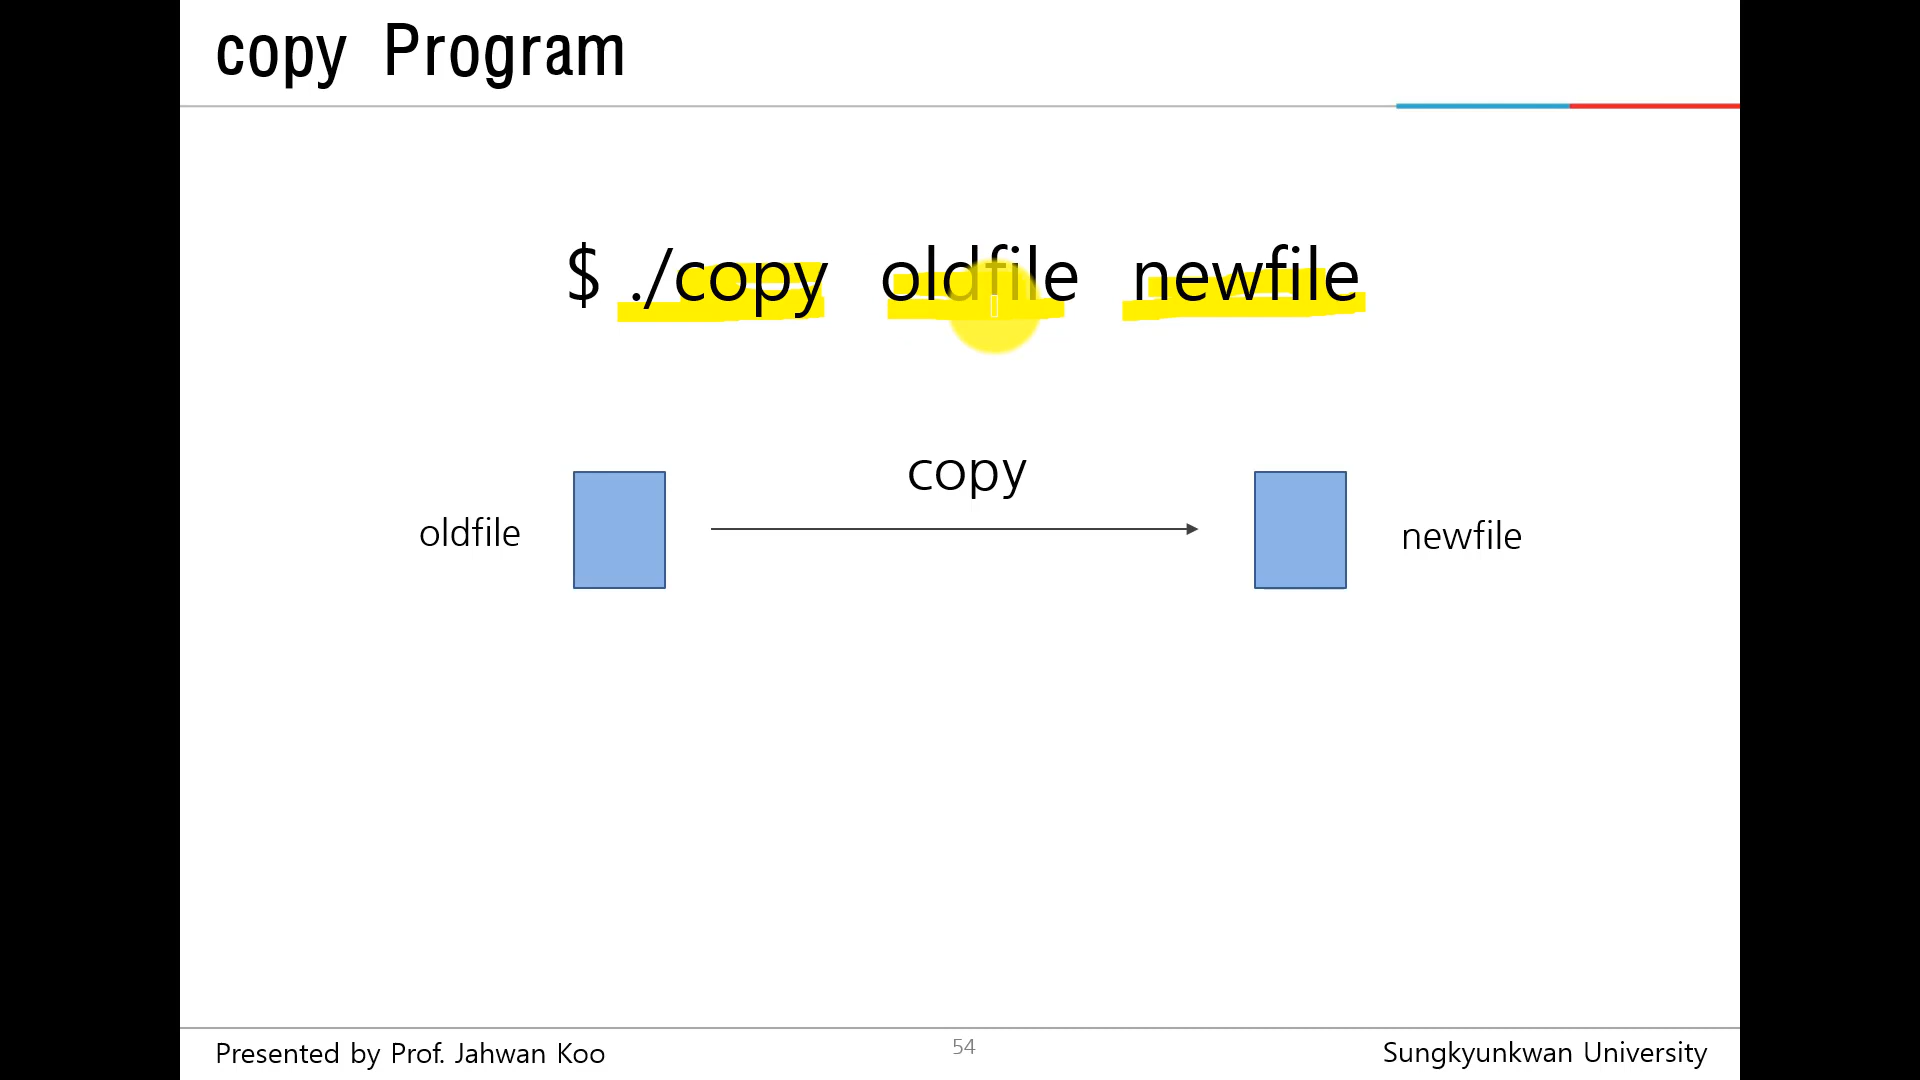 copy Program
$ ./copy oldfile newfile
copy
oldfile
newfile
Presented by Prof. Jahwan Koo
54
Sungkyunkwan University